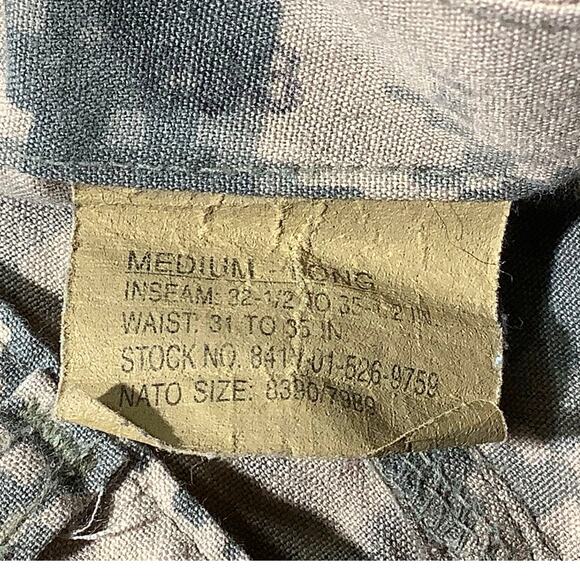 MEDIUM - LONG
INSEAM: 32-1/2 TO 35-1/2 IN
WAIST: 31 TO 35 IN
STOCK NO. 8415-01-526-9759
NATO SIZE: 8390/7989